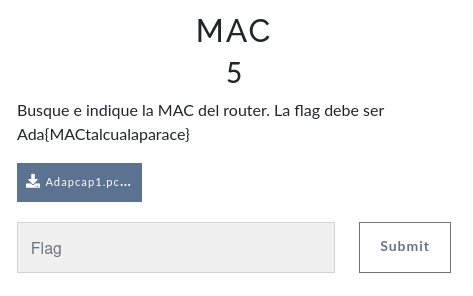 MAC
5
Busque e indique la MAC del router. La flag debe ser
Ada{MACtalcualaparace}
Adapcap1.pc...
Flag
Submit